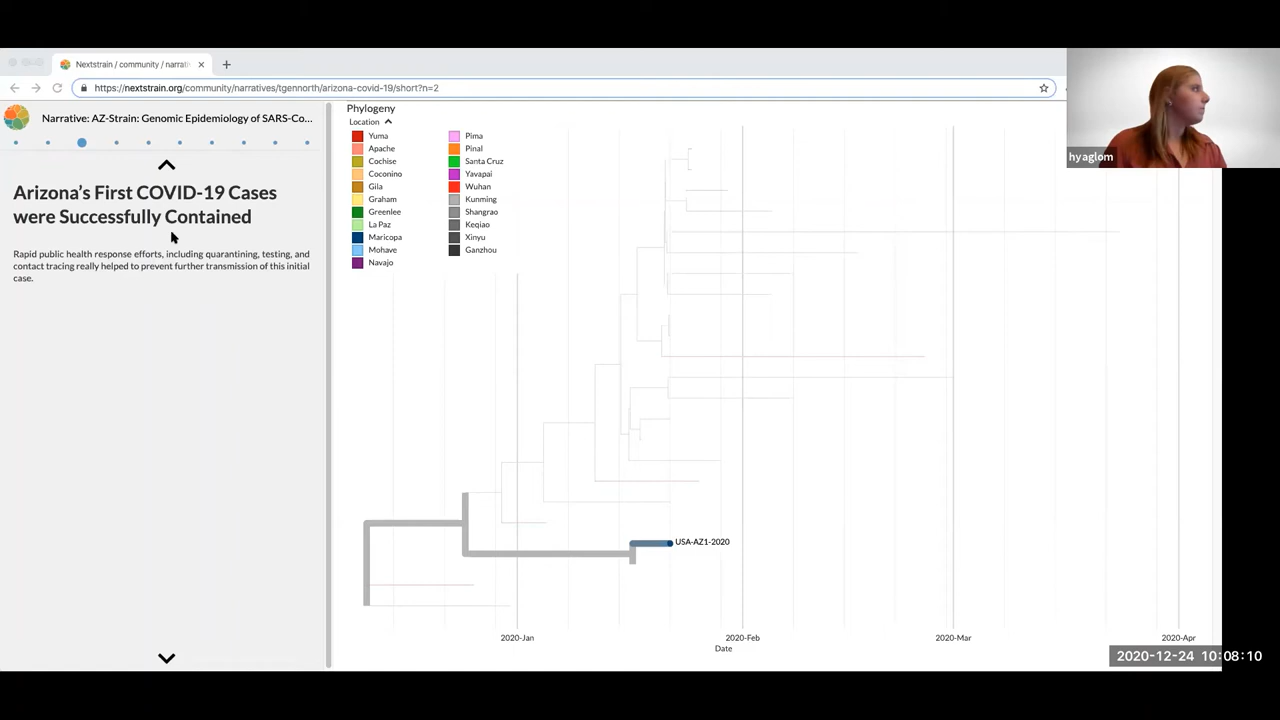 Nextstrain / community / narrati
https://nextstrain.org/community/narratives/tgennorth/arizona-covid-19/short?n=2
hyaglom
Narrative: AZ-Strain: Genomic Epidemiology of SARS-Co...
Arizona's First COVID-19 Cases
were Successfully Contained
Rapid public health response efforts, including quarantining, testing, and
contact tracing really helped to prevent further transmission of this initial
case.
Phylogeny
Location
Yuma
Apache
Cochise
Coconino
Gila
Graham
Greenlee
La Paz
Maricopa
Mohave
Navajo
Pima
Pinal
Santa Cruz
Yavapai
Wuhan
Kunming
Shangrao
Keqiao
Xinyu
Ganzhou
USA-AZ1-2020
2020-Jan
2020-Feb
2020-Mar
2020-Apr
Date
2020-12-24 10:08:10